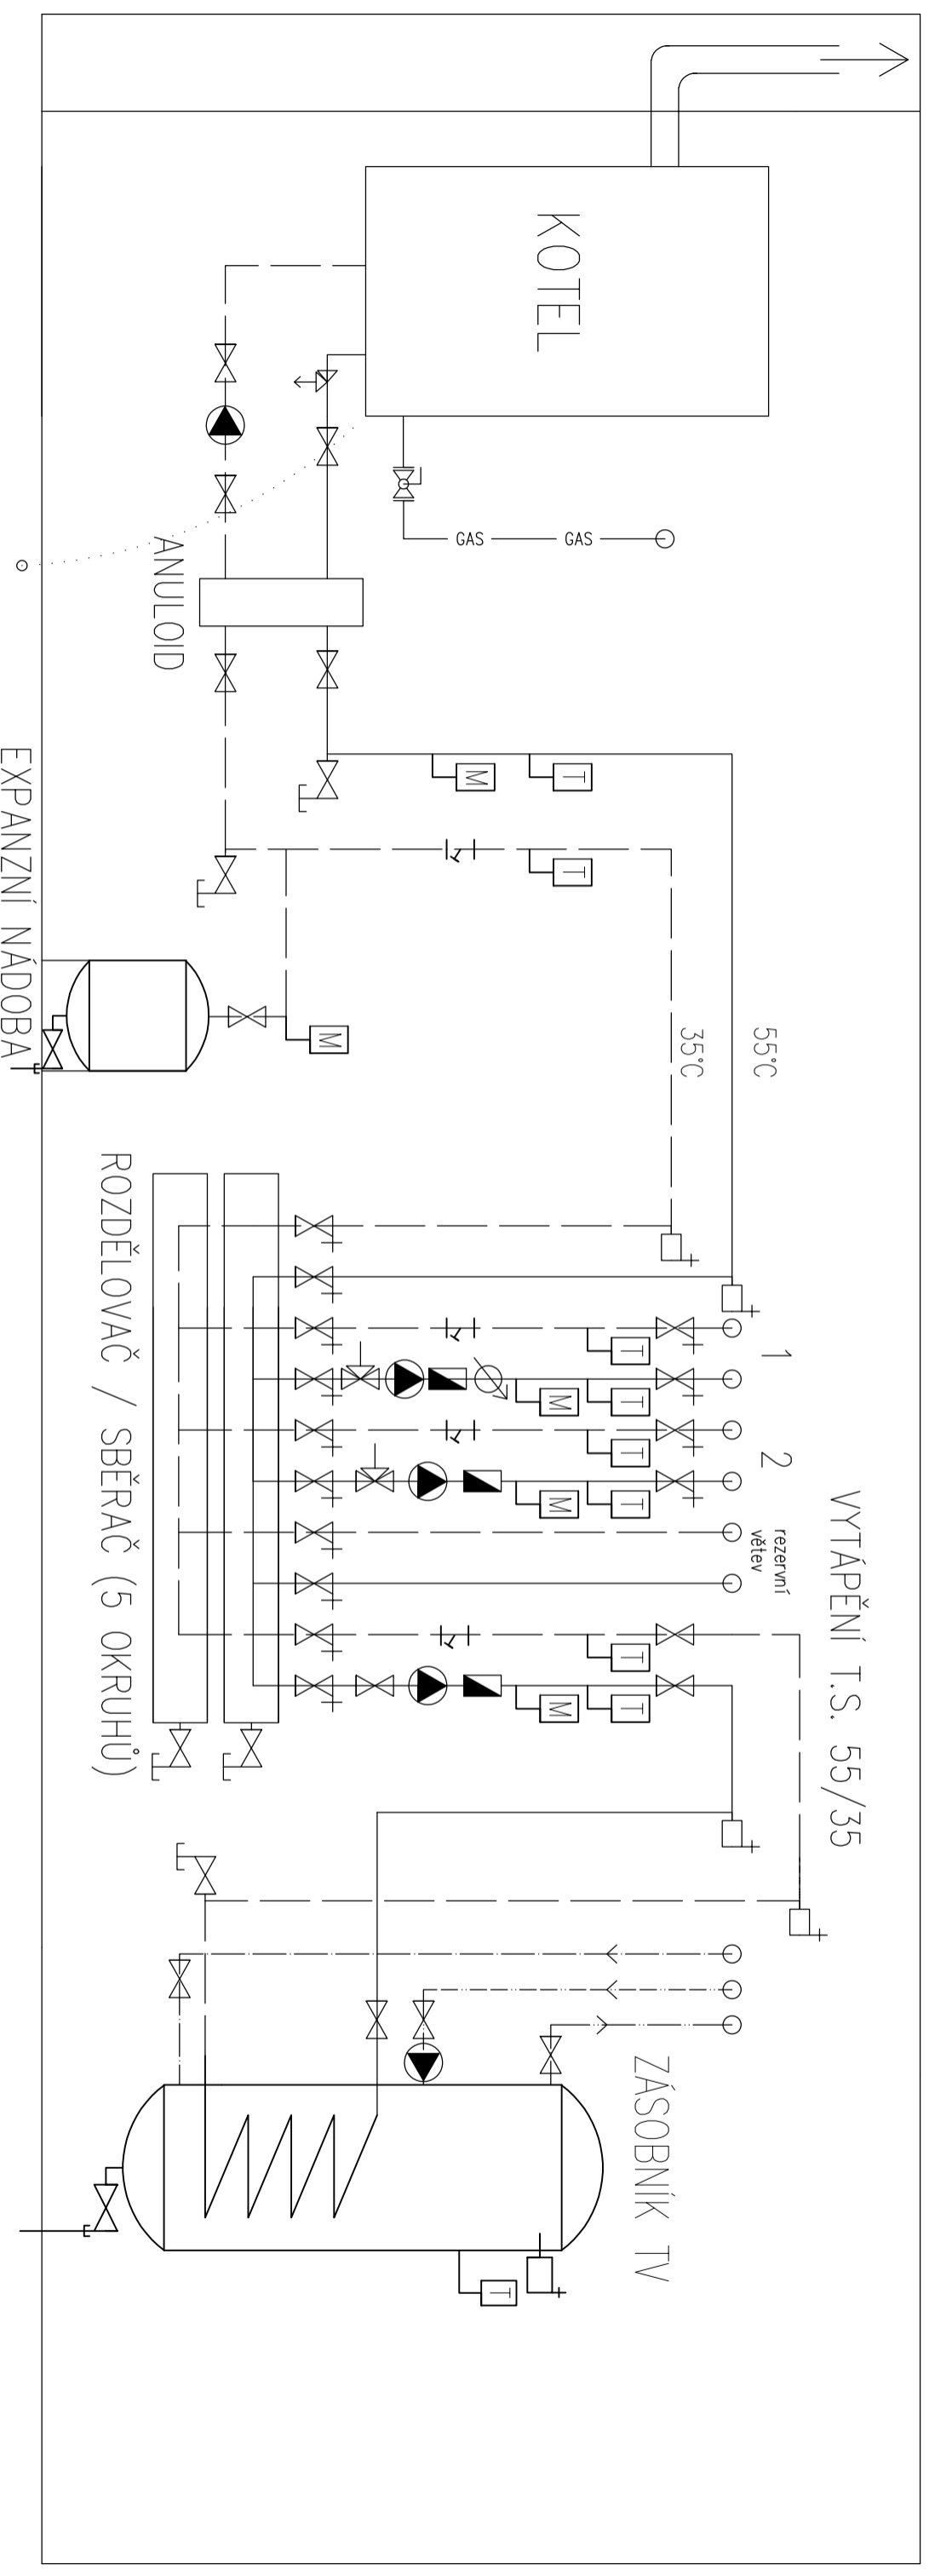 KOTEL
GAS
GAS
ANULOID
EXPANZNÍ NÁDOBA
M
T
T
M
55°C
35°C
ROZDĚLOVAČ / SBĚRAČ (5 OKRUHŮ)
1
2
rezervní
větev
VYTÁPĚNÍ T.S. 55/35
T
M
T
T
M
T
T
M
T
ZÁSOBNÍK TV
T